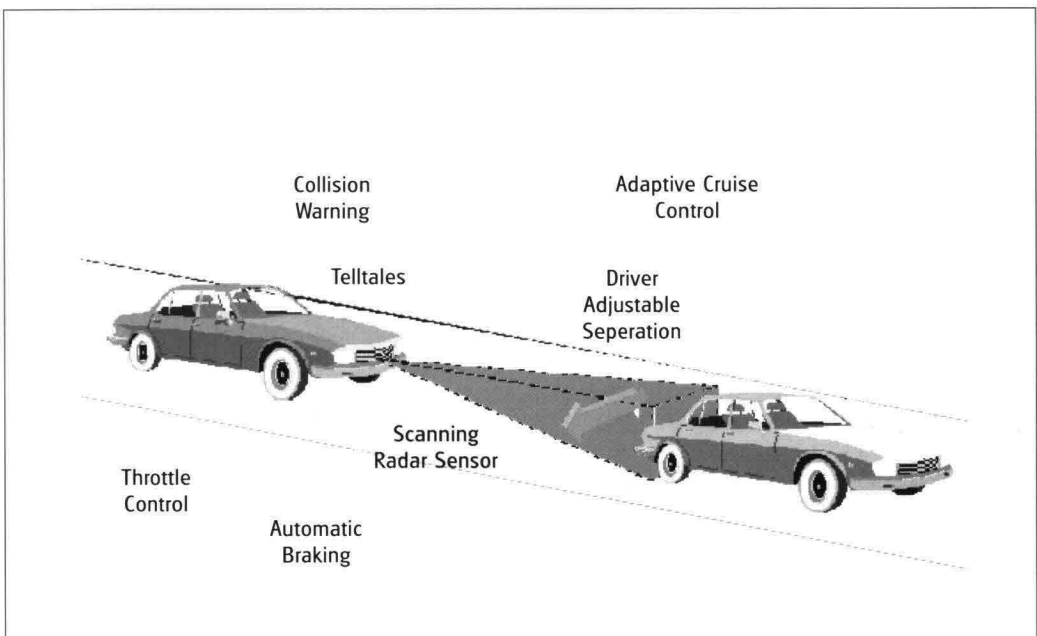 Collision
Warning
Adaptive Cruise
Control
Telltales
Driver
Adjustable
Seperation
Scanning
Radar Sensor
Throttle
Control
Automatic
Braking